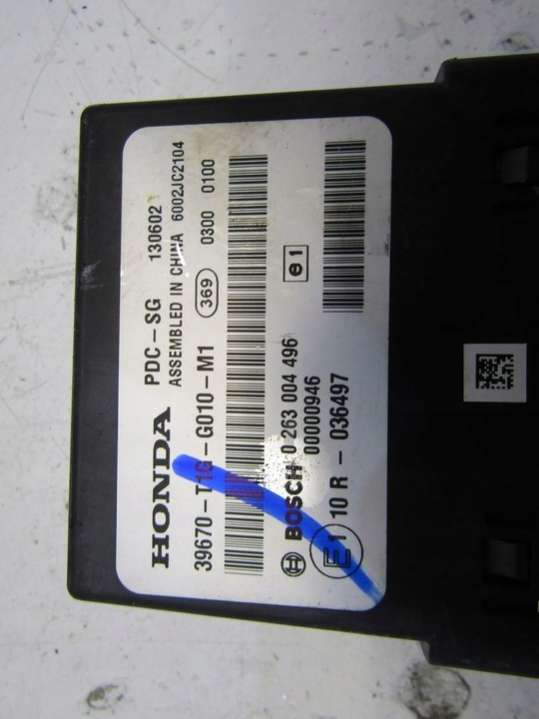 HONDA PDC-SG 130602
ASSEMBLED IN CHINA 6002JC2104
39670-T1G-G010-M1 369 0300 0100
BOSCH 0 263 004 496 e1
00000946
E1 10 R - 036497